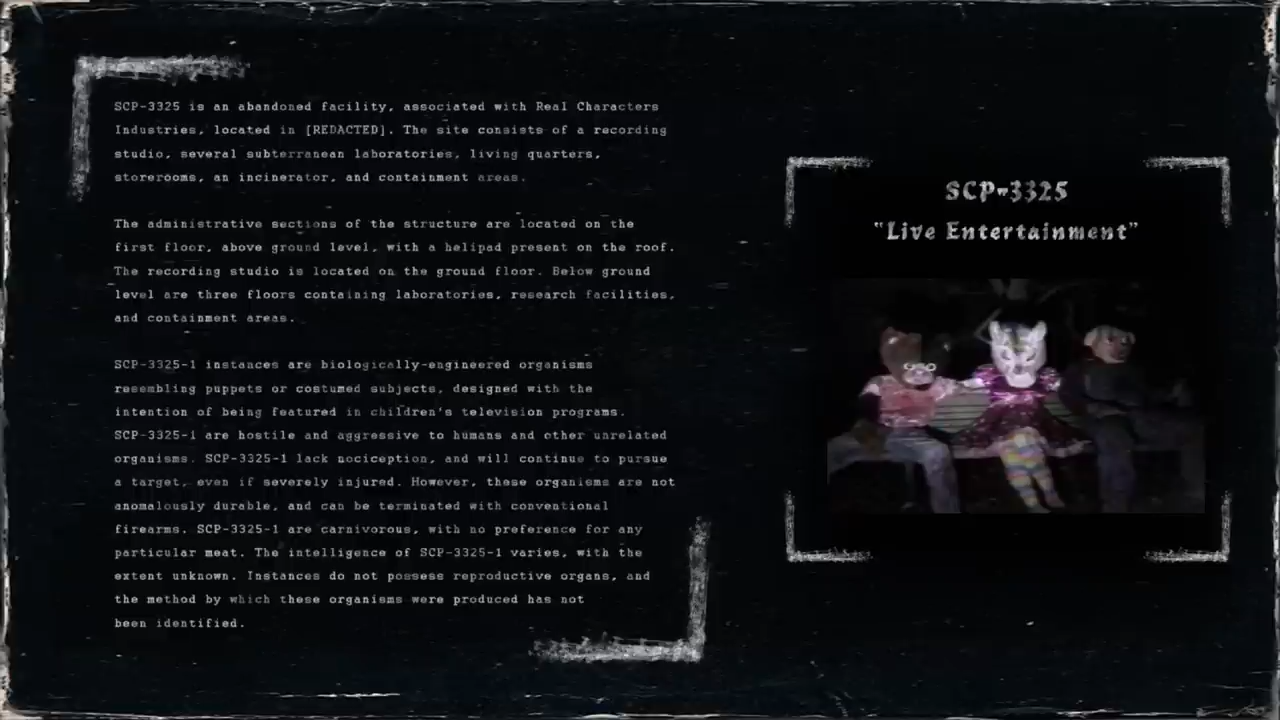 SCP-3325 is an abandoned facility, associated with Real Characters
Industries, located in [REDACTED]. The site consists of a recording
studio, several subterranean laboratories, living quarters,
storerooms, an incinerator, and containment areas.
The administrative sections of the structure are located on the
first floor, above ground level, with a helipad present on the roof.
The recording studio is located on the ground floor. Below ground
level are three floors containing laboratories, research facilities,
and containment areas.
SCP-3325-1 instances are biologically-engineered organisms
resembling puppets or costumed subjects, designed with the
intention of being featured in children's television programs.
SCP-3325-1 are hostile and aggressive to humans and other unrelated
organisms. SCP-3325-1 lack nociception, and will continue to pursue
a target, even if severely injured. However, these organisms are not
anomalously durable, and can be terminated with conventional
firearms. SCP-3325-1 are carnivorous, with no preference for any
particular meat. The intelligence of SCP-3325-1 varies, with the
extent unknown. Instances do not possess reproductive organs, and
the method by which these organisms were produced has not
been identified.
SCP-3325
"Live Entertainment"